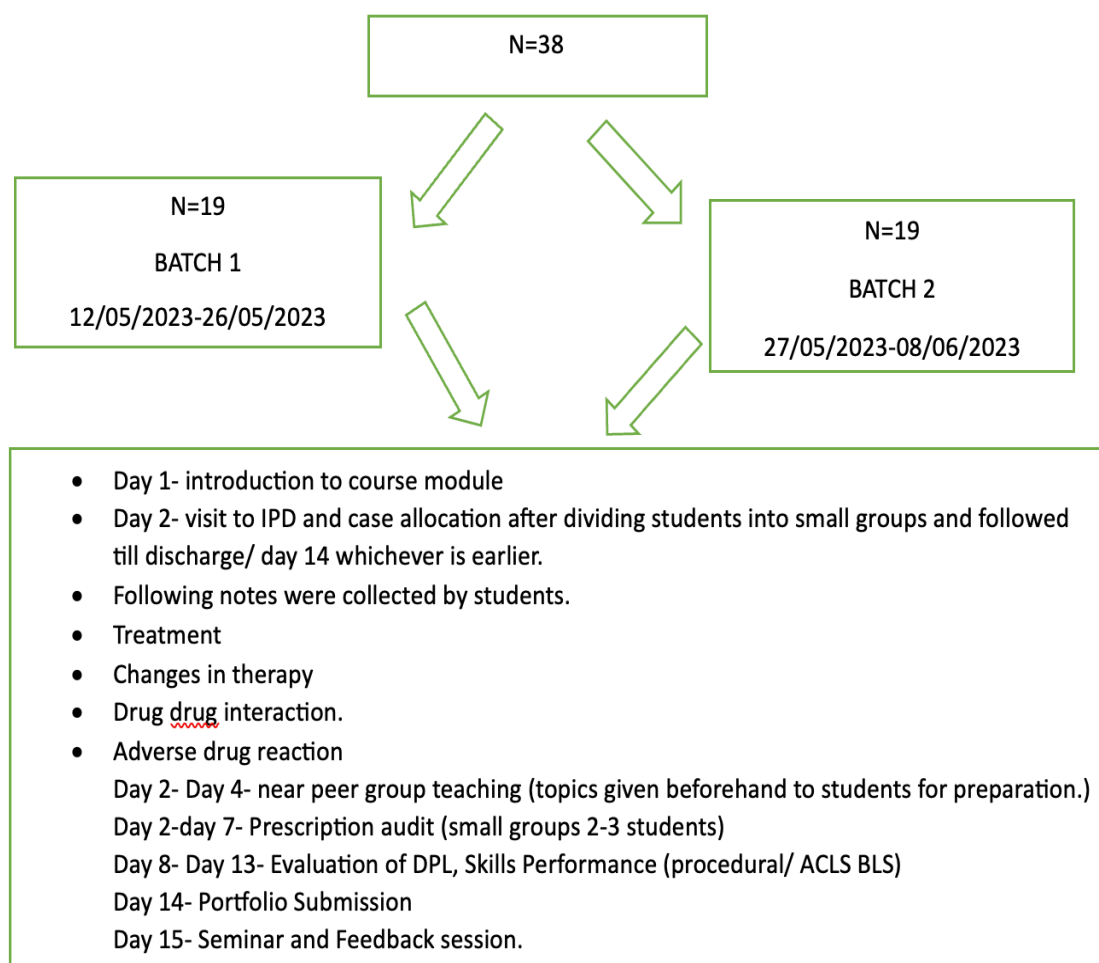 N=38
N=19
BATCH 1
12/05/2023-26/05/2023
N=19
BATCH 2
27/05/2023-08/06/2023
• Day 1- introduction to course module
• Day 2- visit to IPD and case allocation after dividing students into small groups and followed
till discharge/ day 14 whichever is earlier.
• Following notes were collected by students.
• Treatment
• Changes in therapy
• Drug drug interaction.
• Adverse drug reaction
Day 2- Day 4- near peer group teaching (topics given beforehand to students for preparation.)
Day 2-day 7- Prescription audit (small groups 2-3 students)
Day 8- Day 13- Evaluation of DPL, Skills Performance (procedural/ ACLS BLS)
Day 14- Portfolio Submission
Day 15- Seminar and Feedback session.